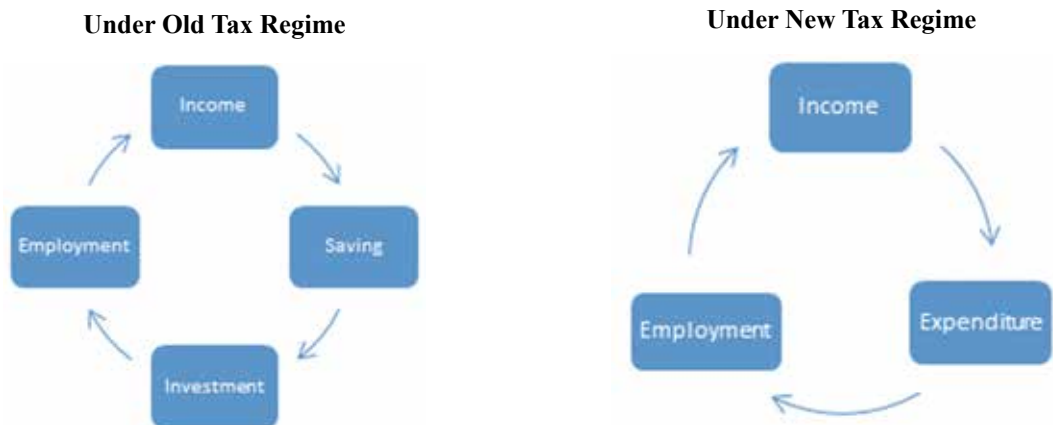 Under Old Tax Regime
Income
Employment
Saving
Investment
Under New Tax Regime
Income
Employment
Expenditure